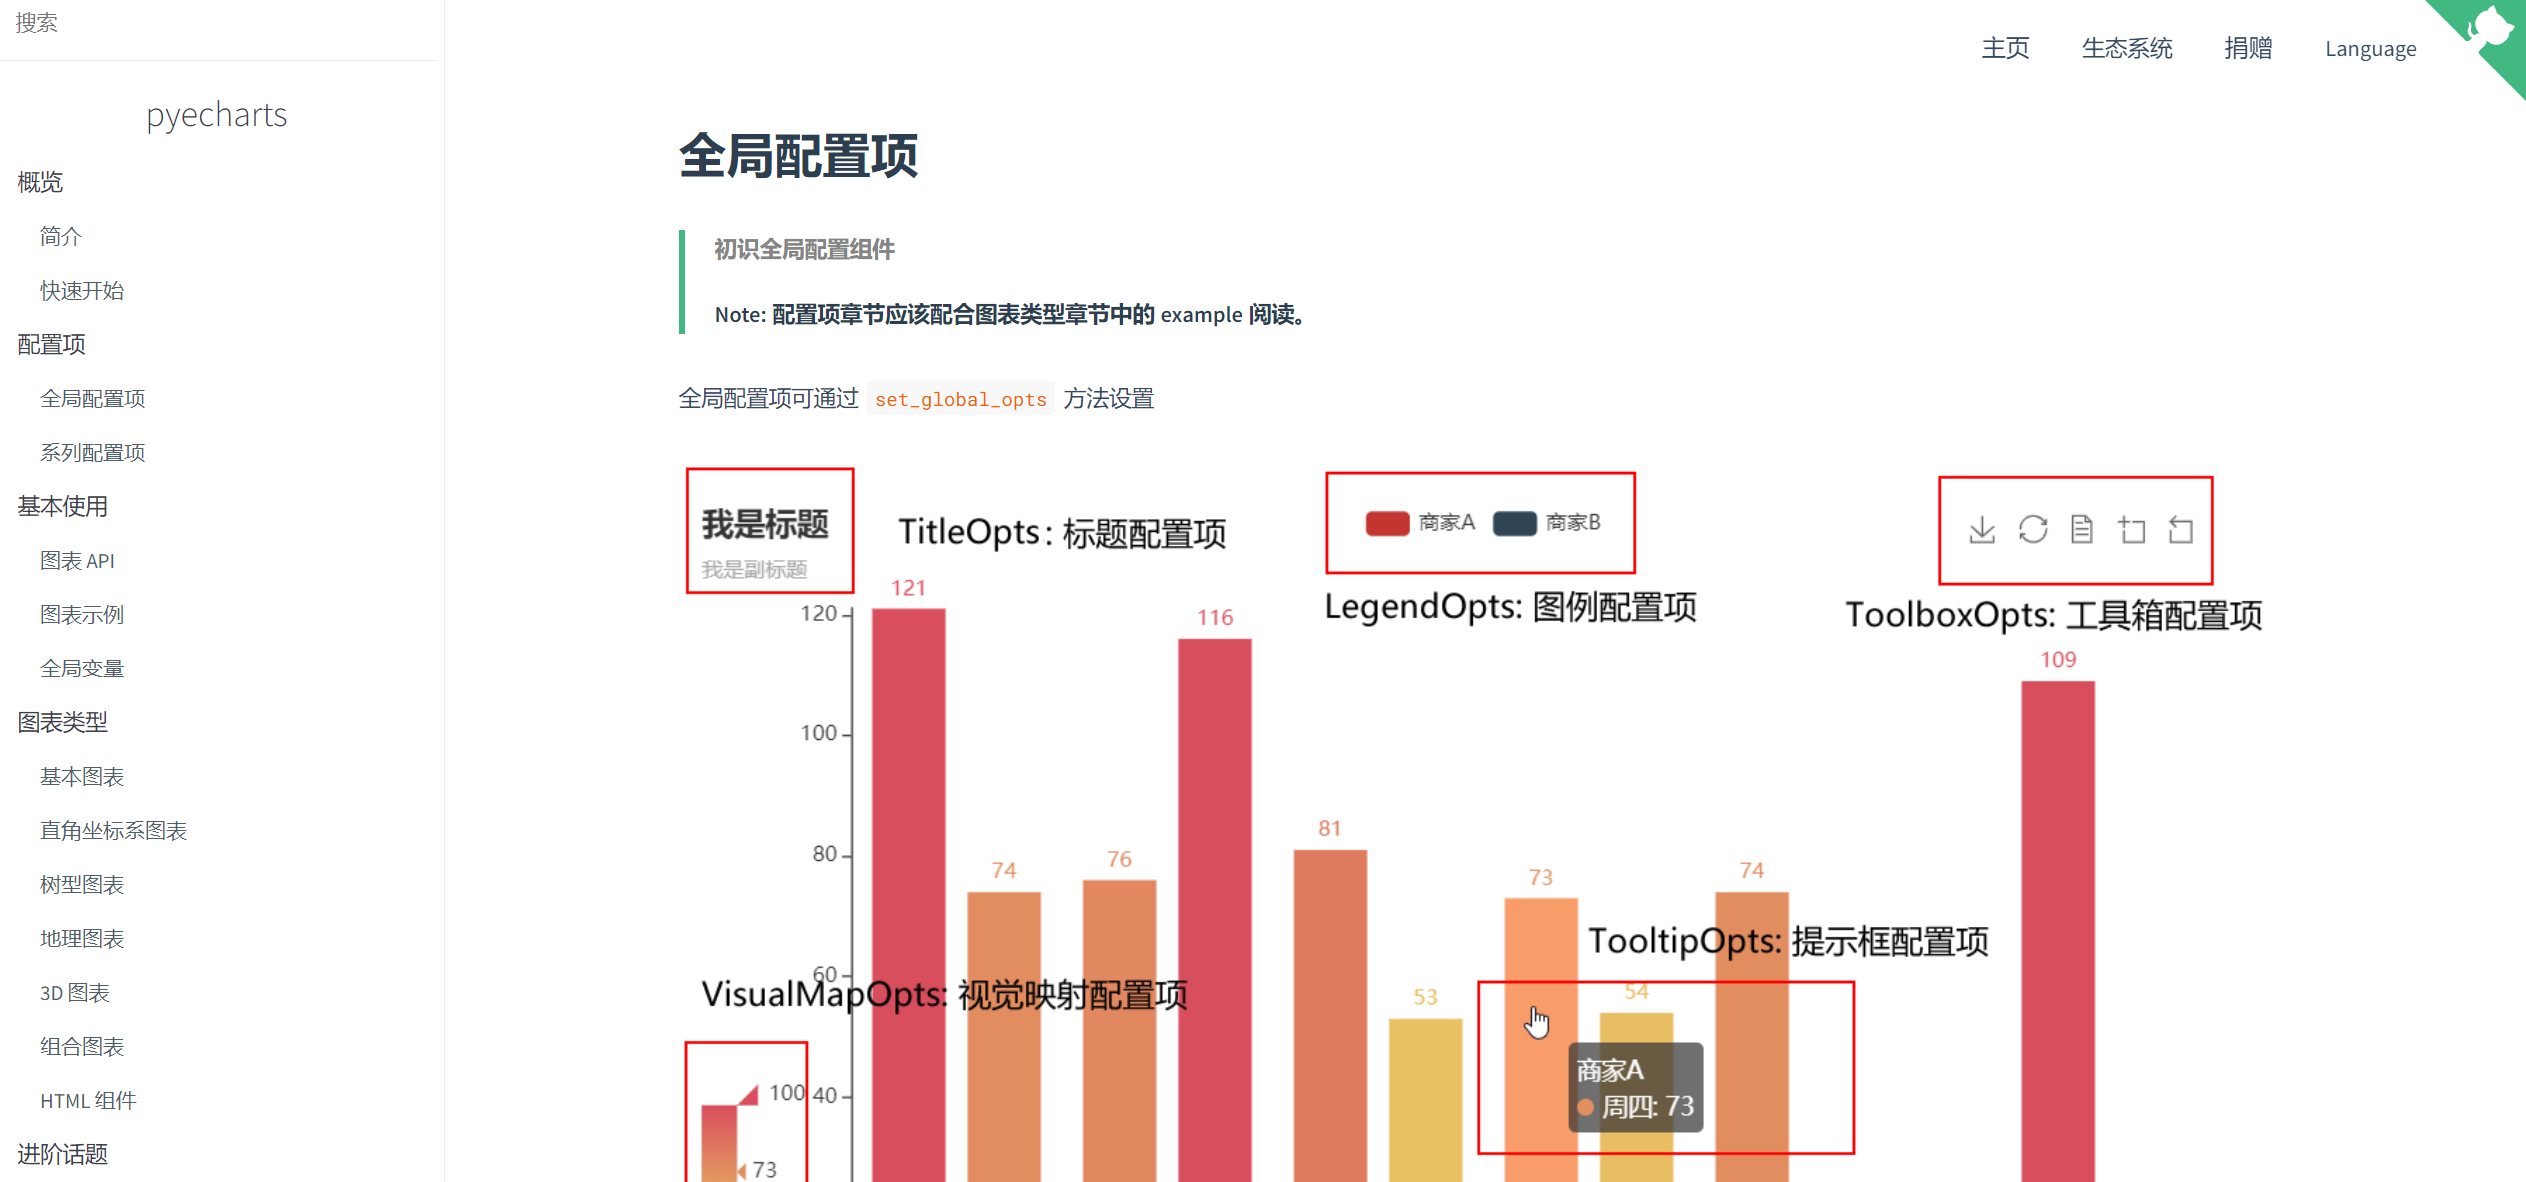 搜索
pyecharts
概览
简介
快速开始
配置项
全局配置项
系列配置项
基本使用
图表 API
图表示例
全局变量
图表类型
基本图表
直角坐标系图表
树型图表
地理图表
3D 图表
组合图表
HTML 组件
进阶话题
主页 生态系统 捐赠 Language
全局配置项
初识全局配置组件
Note: 配置项章节应该配合图表类型章节中的 example 阅读。
全局配置项可通过 set_global_opts 方法设置
我是标题
我是副标题
TitleOpts: 标题配置项
商家A 商家B
LegendOpts: 图例配置项
ToolboxOpts: 工具箱配置项
120
100
80
60
40
121
74
76
116
81
53
73
54
74
109
TooltipOpts: 提示框配置项
商家A
周四: 73
VisualMapOpts: 视觉映射配置项
100
73